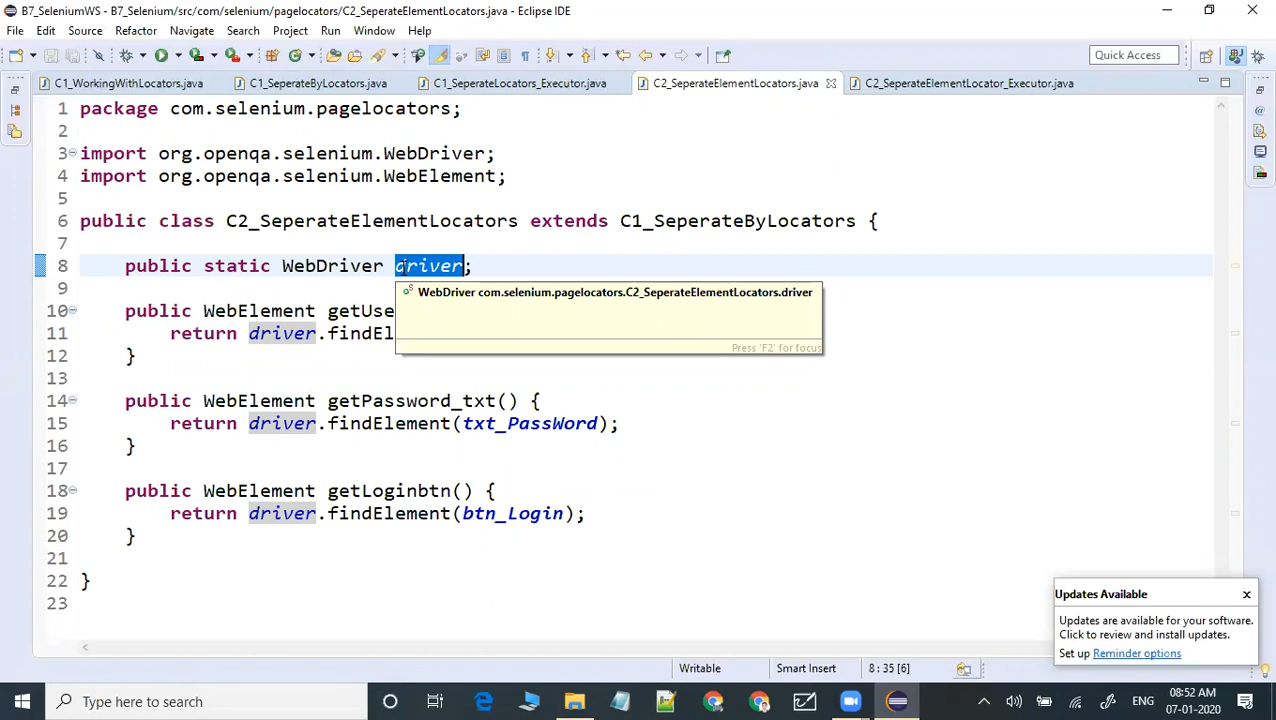 B7_SeleniumWS - B7_Selenium/src/com/selenium/pagelocators/C2_SeperateElementLocators.java - Eclipse IDE
File Edit Source Refactor Navigate Search Project Run Window Help
Quick Access
C1_WorkingWithLocators.java C1_SeperateByLocators.java C1_SeperateLocators_Executor.java C2_SeperateElementLocators.java C2_SeperateElementLocator_Executor.java
1 package com.selenium.pagelocators;
2
3 import org.openqa.selenium.WebDriver;
4 import org.openqa.selenium.WebElement;
5
6 public class C2_SeperateElementLocators extends C1_SeperateByLocators {
7
8 public static WebDriver driver;
9
WebDriver com.selenium.pagelocators.C2_SeperateElementLocators.driver
10 public WebElement getUse
11 return driver.findEl
Press 'F2' for focus
12 }
13
14 public WebElement getPassword_txt() {
15 return driver.findElement(txt_PassWord);
16 }
17
18 public WebElement getLoginbtn() {
19 return driver.findElement(btn_Login);
20 }
21
22 }
23
Updates Available x
Updates are available for your software.
Click to review and install updates.
Set up Reminder options
Writable Smart Insert 8 : 35 [6]
Type here to search
ENG
08:52 AM
07-01-2020